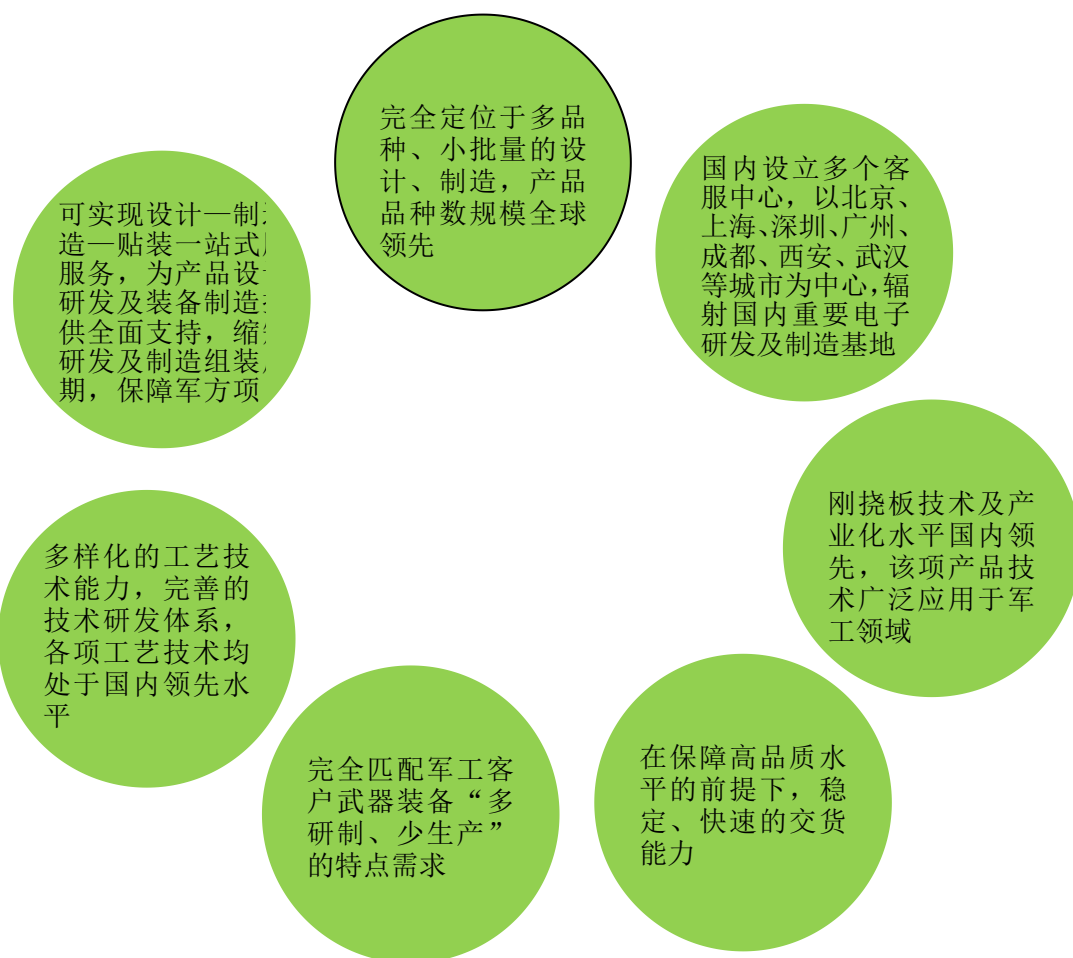 完全定位于多品
种、小批量的设
计、制造，产品
品种数规模全球
领先
国内设立多个客
服中心，以北京、
上海、深圳、广州、
成都、西安、武汉
等城市为中心，辐
射国内重要电子
研发及制造基地
刚挠板技术及产
业化水平国内领
先，该项产品技
术广泛应用于军
工领域
在保障高品质水
平的前提下，稳
定、快速的交货
能力
完全匹配军工客
户武器装备“多
研制、少生产”
的特点需求
多样化的工艺技
术能力，完善的
技术研发体系，
各项工艺技术均
处于国内领先水
平
可实现设计—制
造—贴装一站式
服务，为产品设
研发及装备制造
供全面支持，缩
研发及制造组装
期，保障军方项